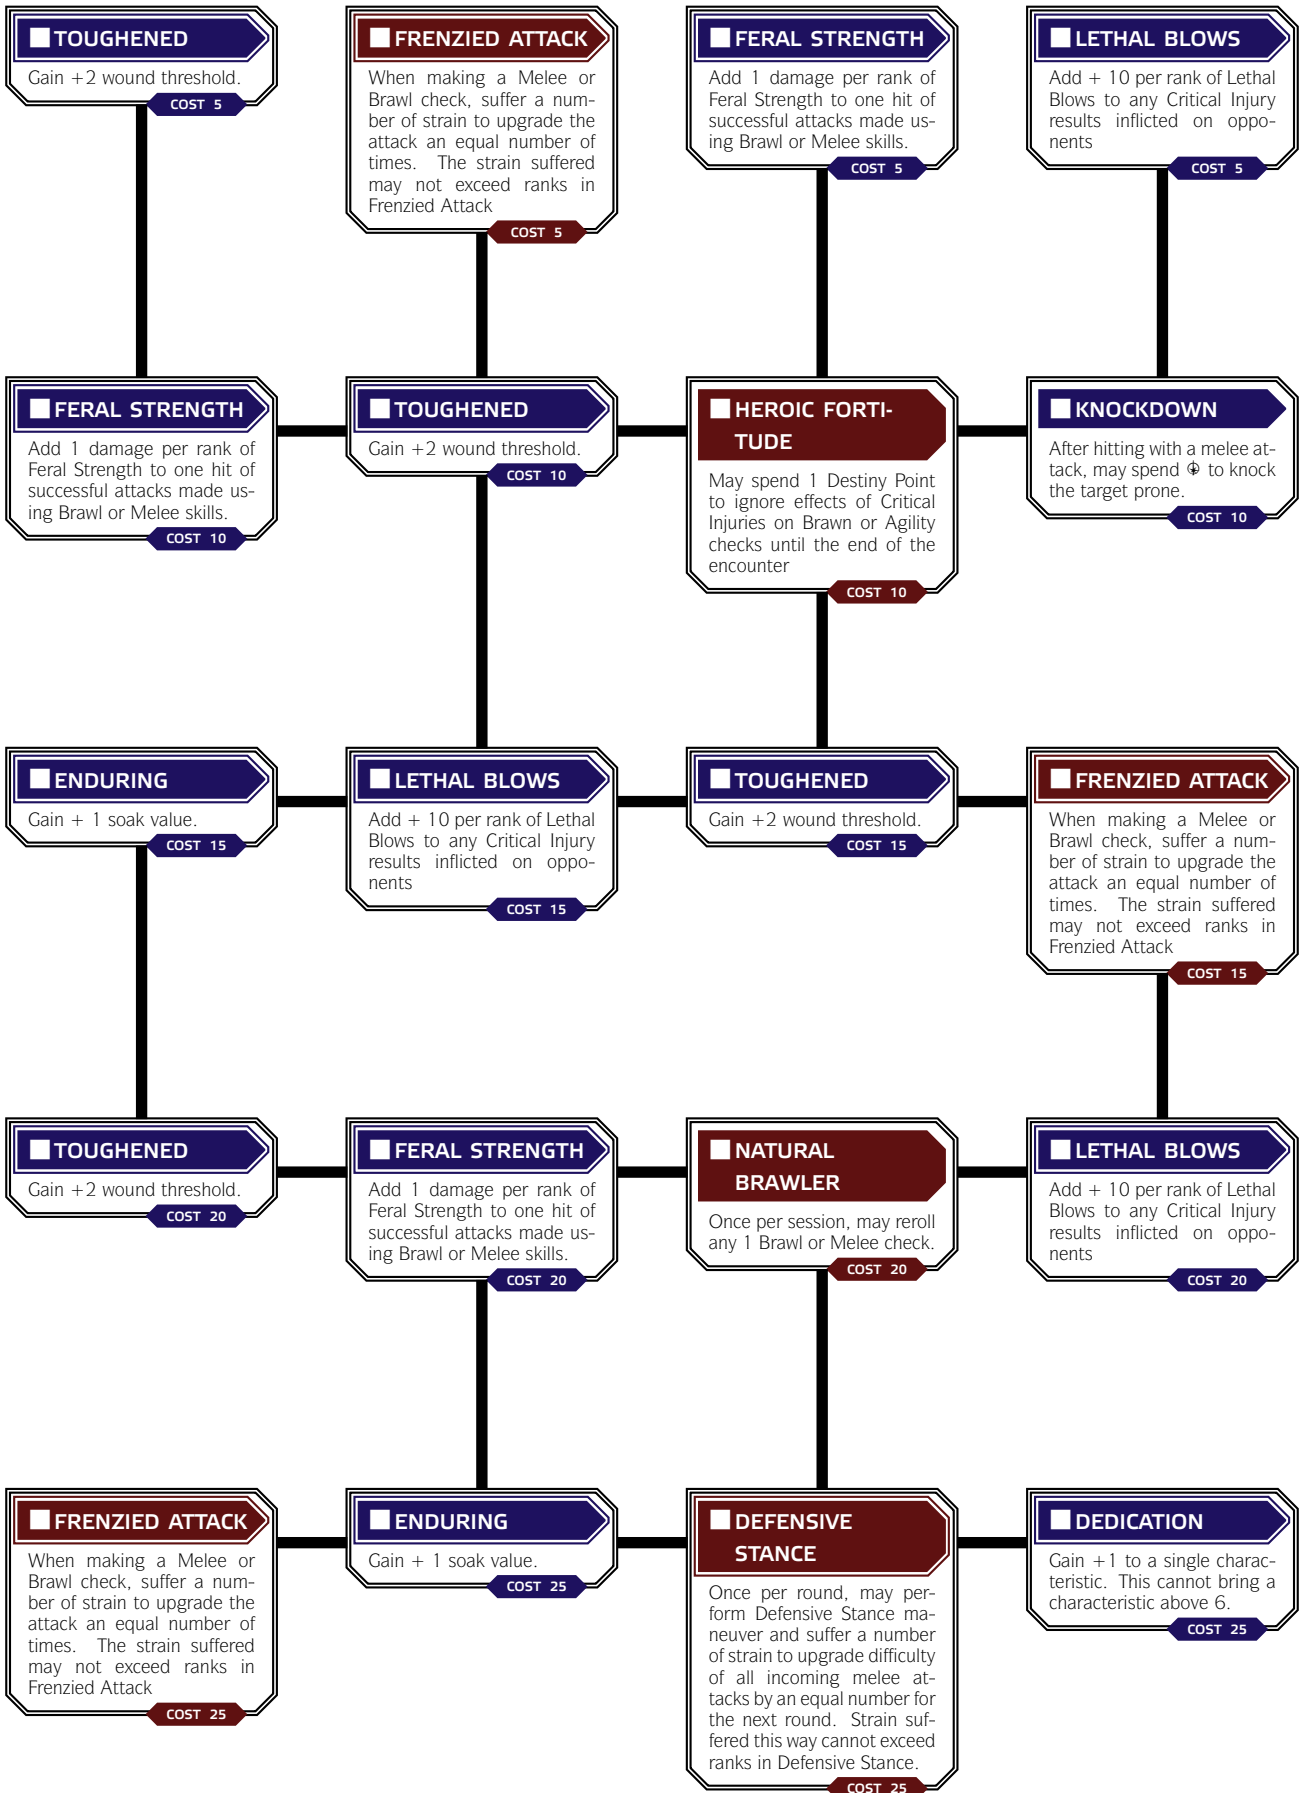 TOUGHENED
Gain +2 wound threshold.
COST 5
FRENZIED ATTACK
When making a Melee or
Brawl check, suffer a num-
ber of strain to upgrade the
attack an equal number of
times. The strain suffered
may not exceed ranks in
Frenzied Attack
COST 5
FERAL STRENGTH
Add 1 damage per rank of
Feral Strength to one hit of
successful attacks made us-
ing Brawl or Melee skills.
COST 5
LETHAL BLOWS
Add + 10 per rank of Lethal
Blows to any Critical Injury
results inflicted on oppo-
nents
COST 5
FERAL STRENGTH
Add 1 damage per rank of
Feral Strength to one hit of
successful attacks made us-
ing Brawl or Melee skills.
COST 10
TOUGHENED
Gain +2 wound threshold.
COST 10
HEROIC FORTI-
TUDE
May spend 1 Destiny Point
to ignore effects of Critical
Injuries on Brawn or Agility
checks until the end of the
encounter
COST 10
KNOCKDOWN
After hitting with a melee at-
tack, may spend to knock
the target prone.
COST 10
ENDURING
Gain + 1 soak value.
COST 15
LETHAL BLOWS
Add + 10 per rank of Lethal
Blows to any Critical Injury
results inflicted on oppo-
nents
COST 15
TOUGHENED
Gain +2 wound threshold.
COST 15
FRENZIED ATTACK
When making a Melee or
Brawl check, suffer a num-
ber of strain to upgrade the
attack an equal number of
times. The strain suffered
may not exceed ranks in
Frenzied Attack
COST 15
TOUGHENED
Gain +2 wound threshold.
COST 20
FERAL STRENGTH
Add 1 damage per rank of
Feral Strength to one hit of
successful attacks made us-
ing Brawl or Melee skills.
COST 20
NATURAL
BRAWLER
Once per session, may reroll
any 1 Brawl or Melee check.
COST 20
LETHAL BLOWS
Add + 10 per rank of Lethal
Blows to any Critical Injury
results inflicted on oppo-
nents
COST 20
FRENZIED ATTACK
When making a Melee or
Brawl check, suffer a num-
ber of strain to upgrade the
attack an equal number of
times. The strain suffered
may not exceed ranks in
Frenzied Attack
COST 25
ENDURING
Gain + 1 soak value.
COST 25
DEFENSIVE
STANCE
Once per round, may per-
form Defensive Stance ma-
neuver and suffer a number
of strain to upgrade difficulty
of all incoming melee at-
tacks by an equal number for
the next round. Strain suf-
fered this way cannot exceed
ranks in Defensive Stance.
COST 25
DEDICATION
Gain +1 to a single charac-
teristic. This cannot bring a
characteristic above 6.
COST 25